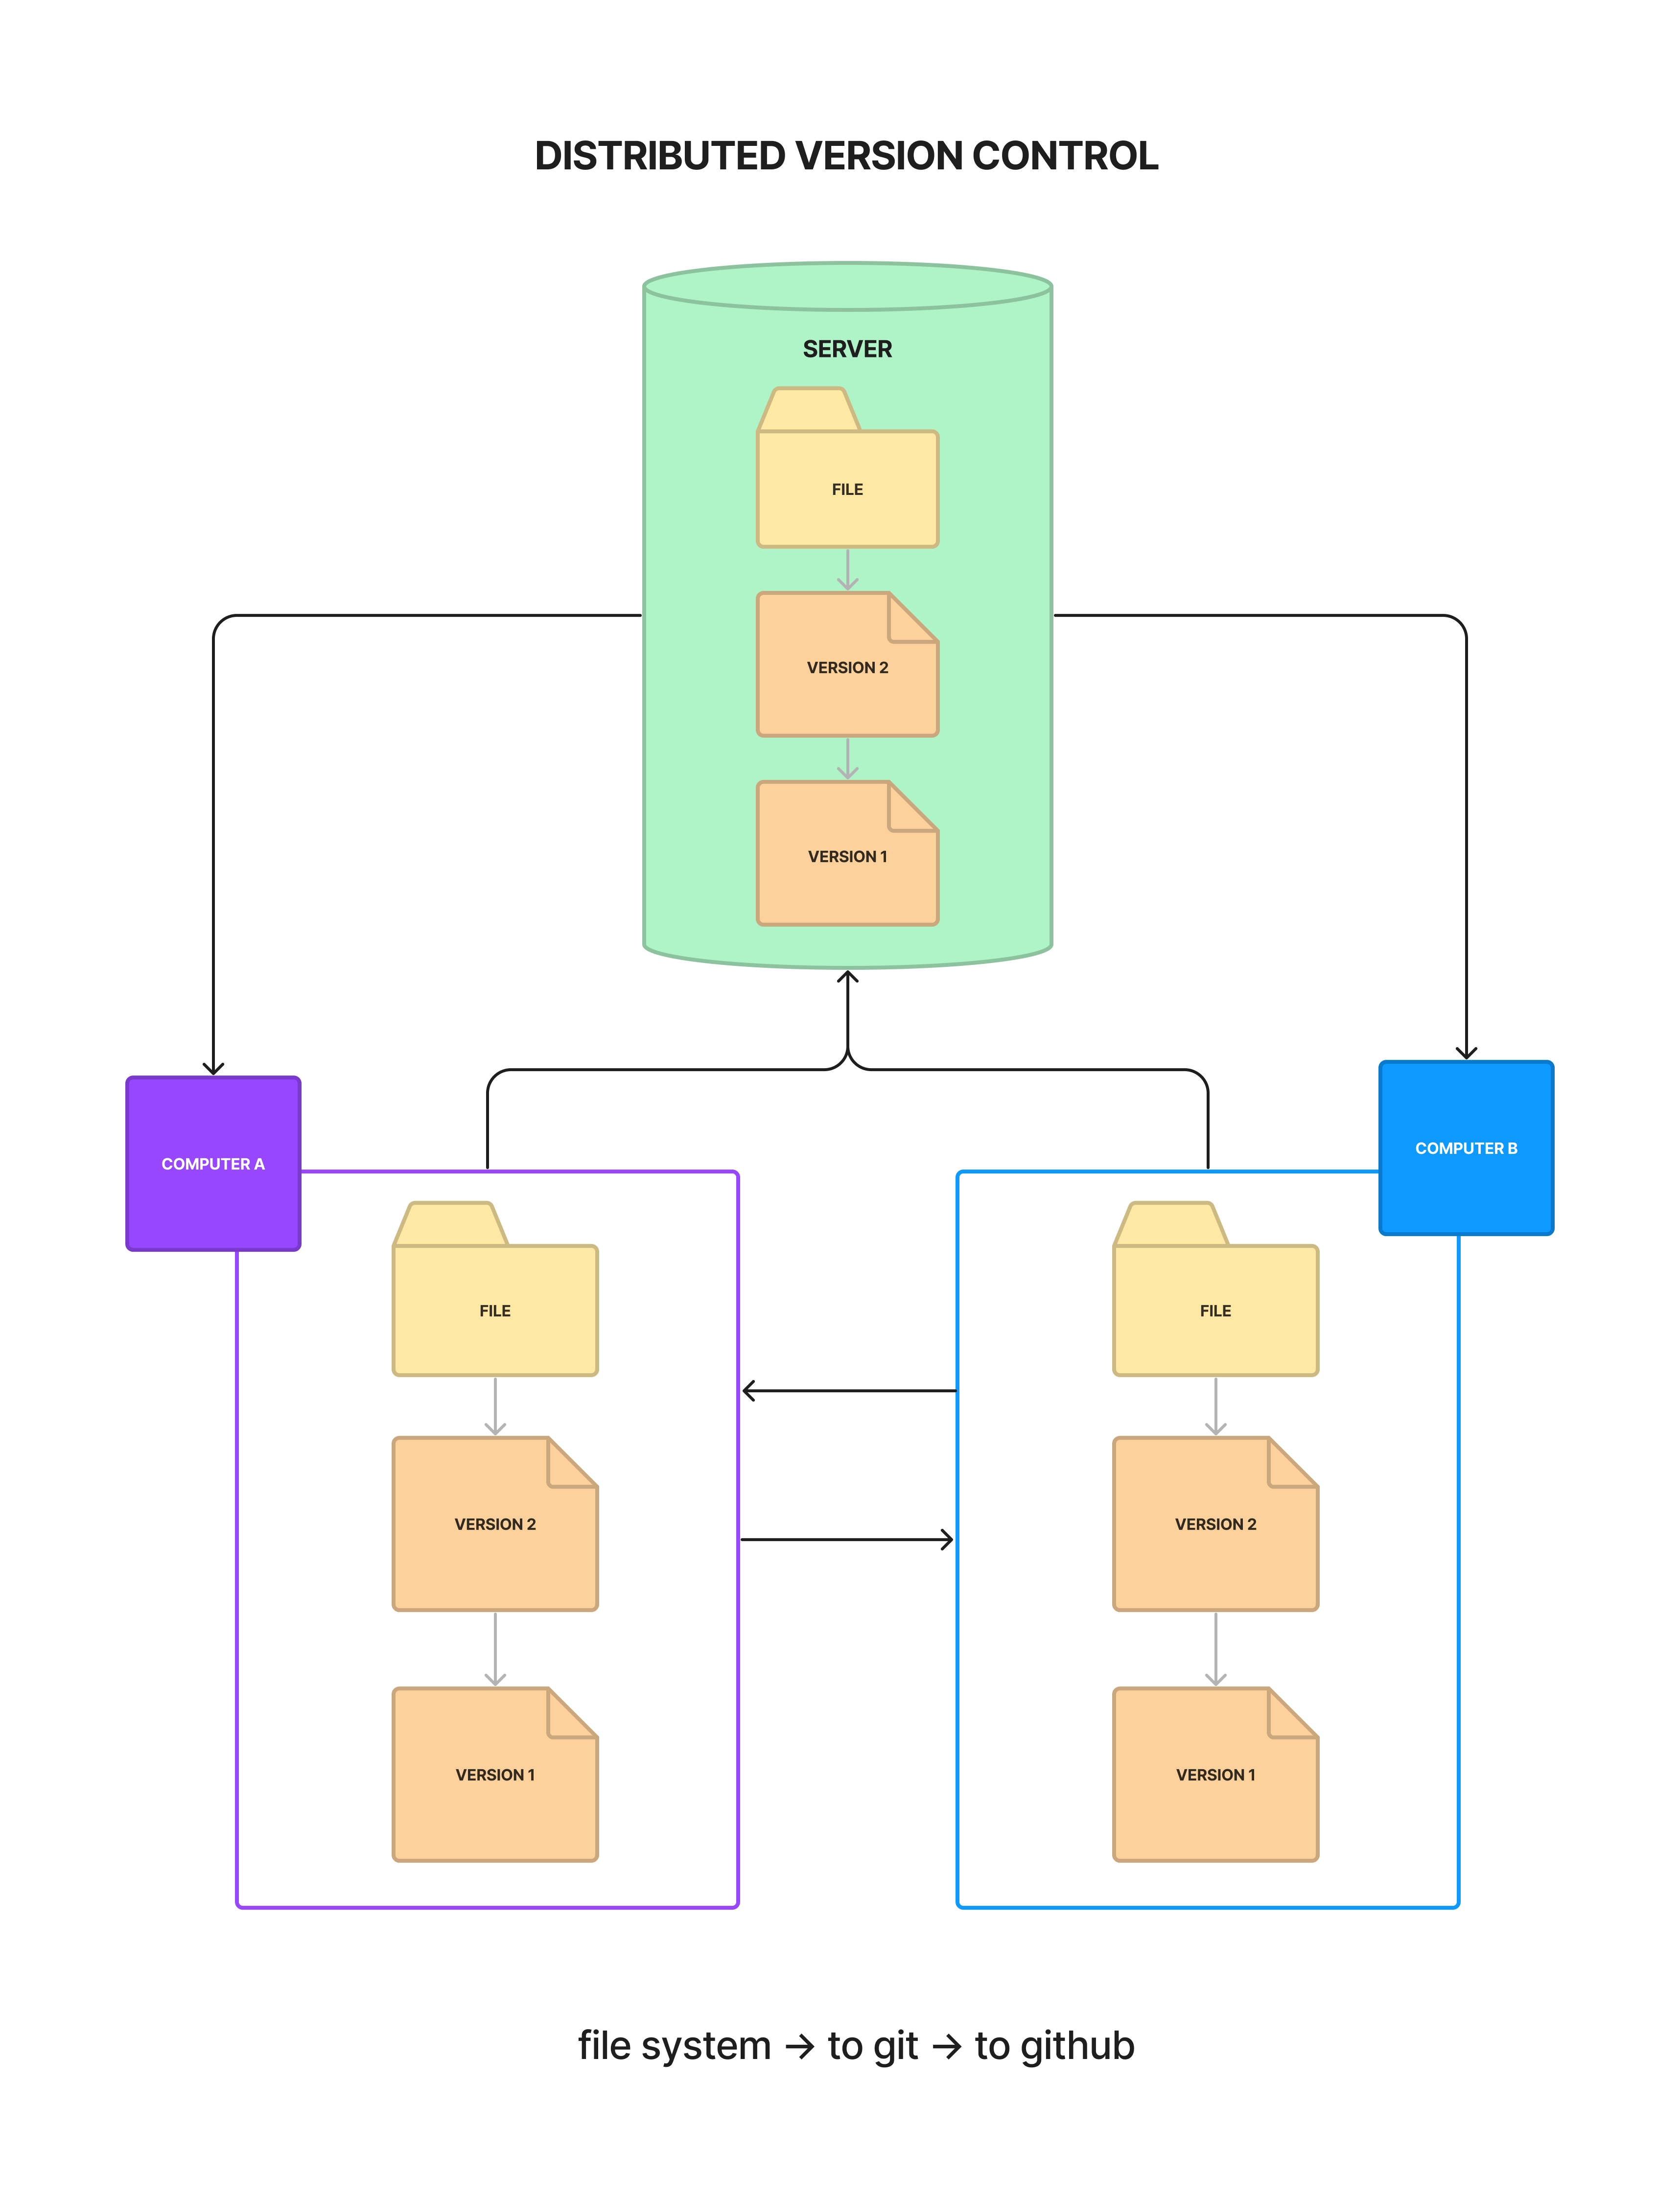 DISTRIBUTED VERSION CONTROL
SERVER
FILE
VERSION 2
VERSION 1
COMPUTER A
COMPUTER B
FILE
VERSION 2
VERSION 1
FILE
VERSION 2
VERSION 1
file system → to git → to github